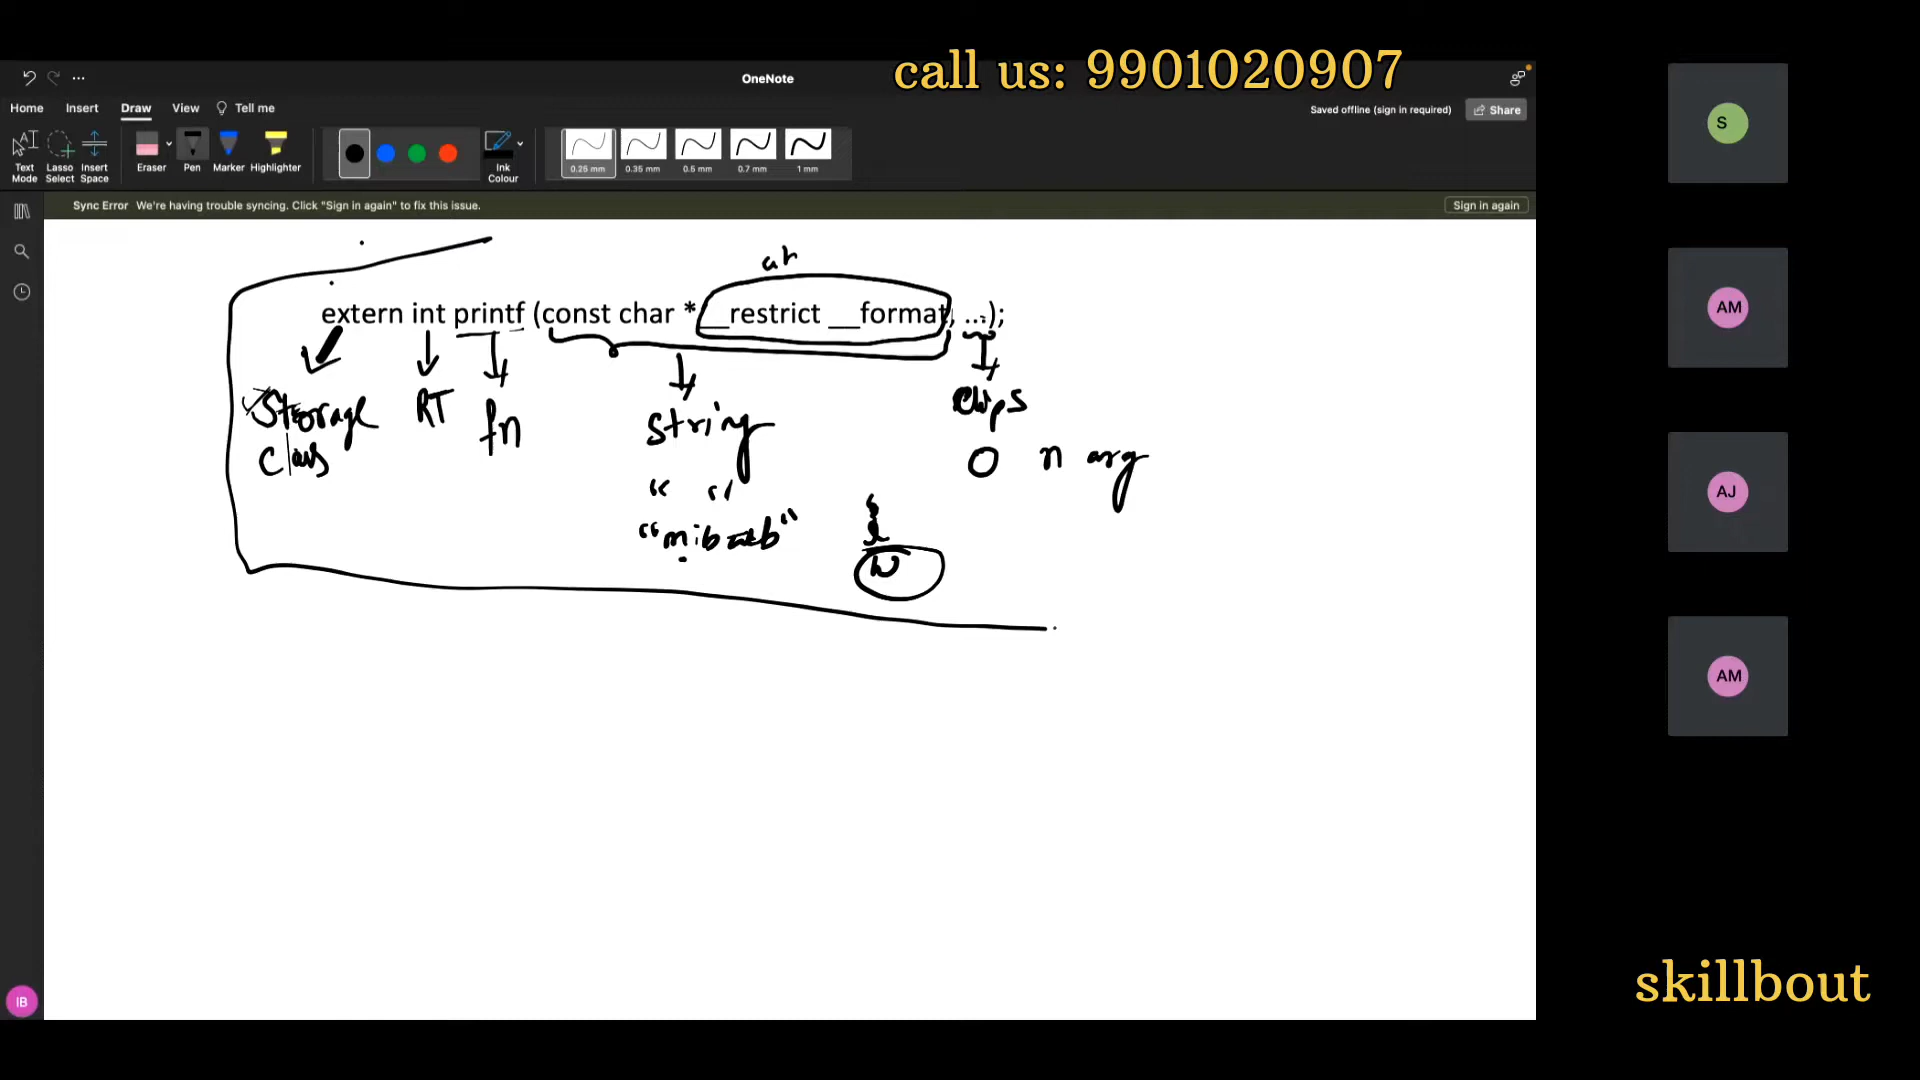 call us: 9901020907
OneNote
Home Insert Draw View Tell me
Saved offline (sign in required) Share
Text Mode
Lasso Select
Insert Space
Eraser
Pen
Marker
Highlighter
Ink Colour
0.25 mm
0.35 mm
0.5 mm
0.7 mm
1 mm
Sync Error We're having trouble syncing. Click "Sign in again" to fix this issue.
Sign in again
extern int printf (const char *__restrict __format, ...);
Storage class
RT
fn
string
" "
0 n arg
w
S
AM
AJ
AM
IB
skillbout